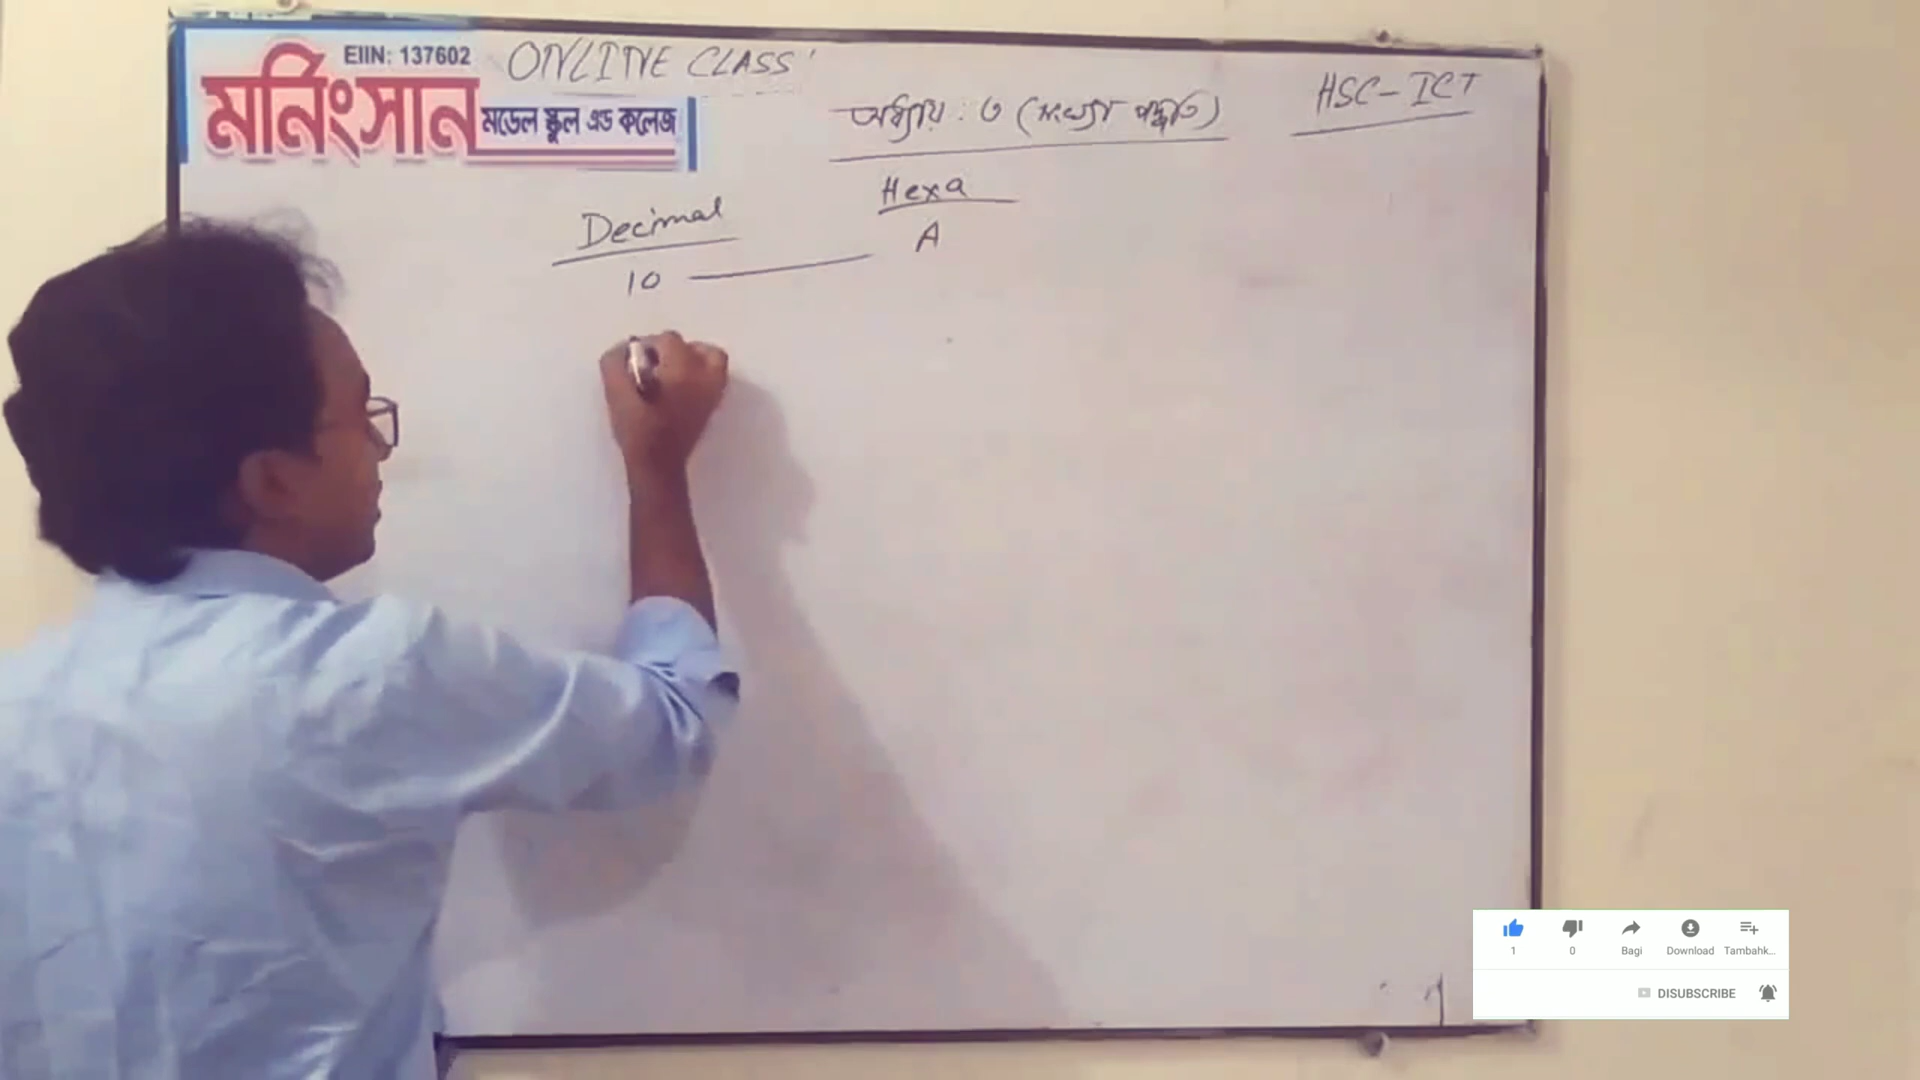 EIIN: 137602
ONLINE CLASS
মর্নিংসান মডেল স্কুল এন্ড কলেজ
অধ্যায় : ৩ (সংখ্যা পদ্ধতি)
HSC-ICT
Decimal Hexa
10 A
1 0 Bagi Download Tambahk...
DISUBSCRIBE